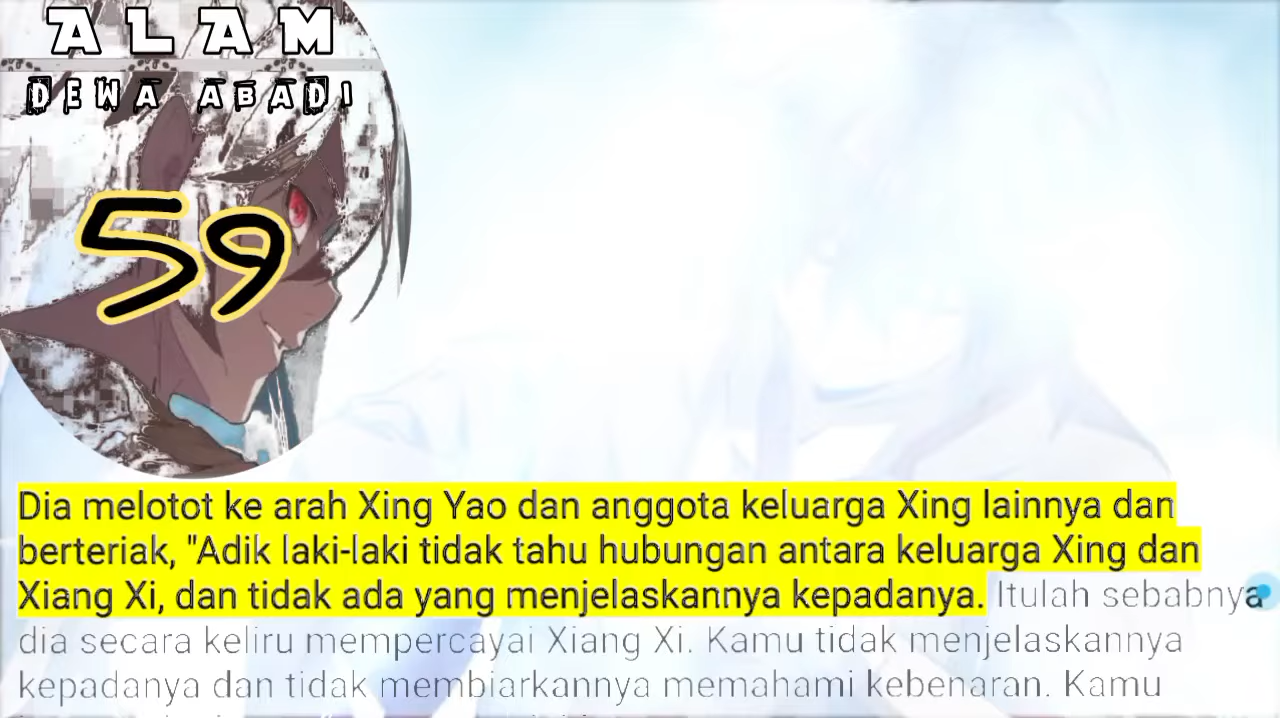 ALAM
DEWA ABADI
59
Dia melotot ke arah Xing Yao dan anggota keluarga Xing lainnya dan
berteriak, "Adik laki-laki tidak tahu hubungan antara keluarga Xing dan
Xiang Xi, dan tidak ada yang menjelaskannya kepadanya. Itulah sebabnya
dia secara keliru mempercayai Xiang Xi. Kamu tidak menjelaskannya
kepadanya dan tidak membiarkannya memahami kebenaran. Kamu